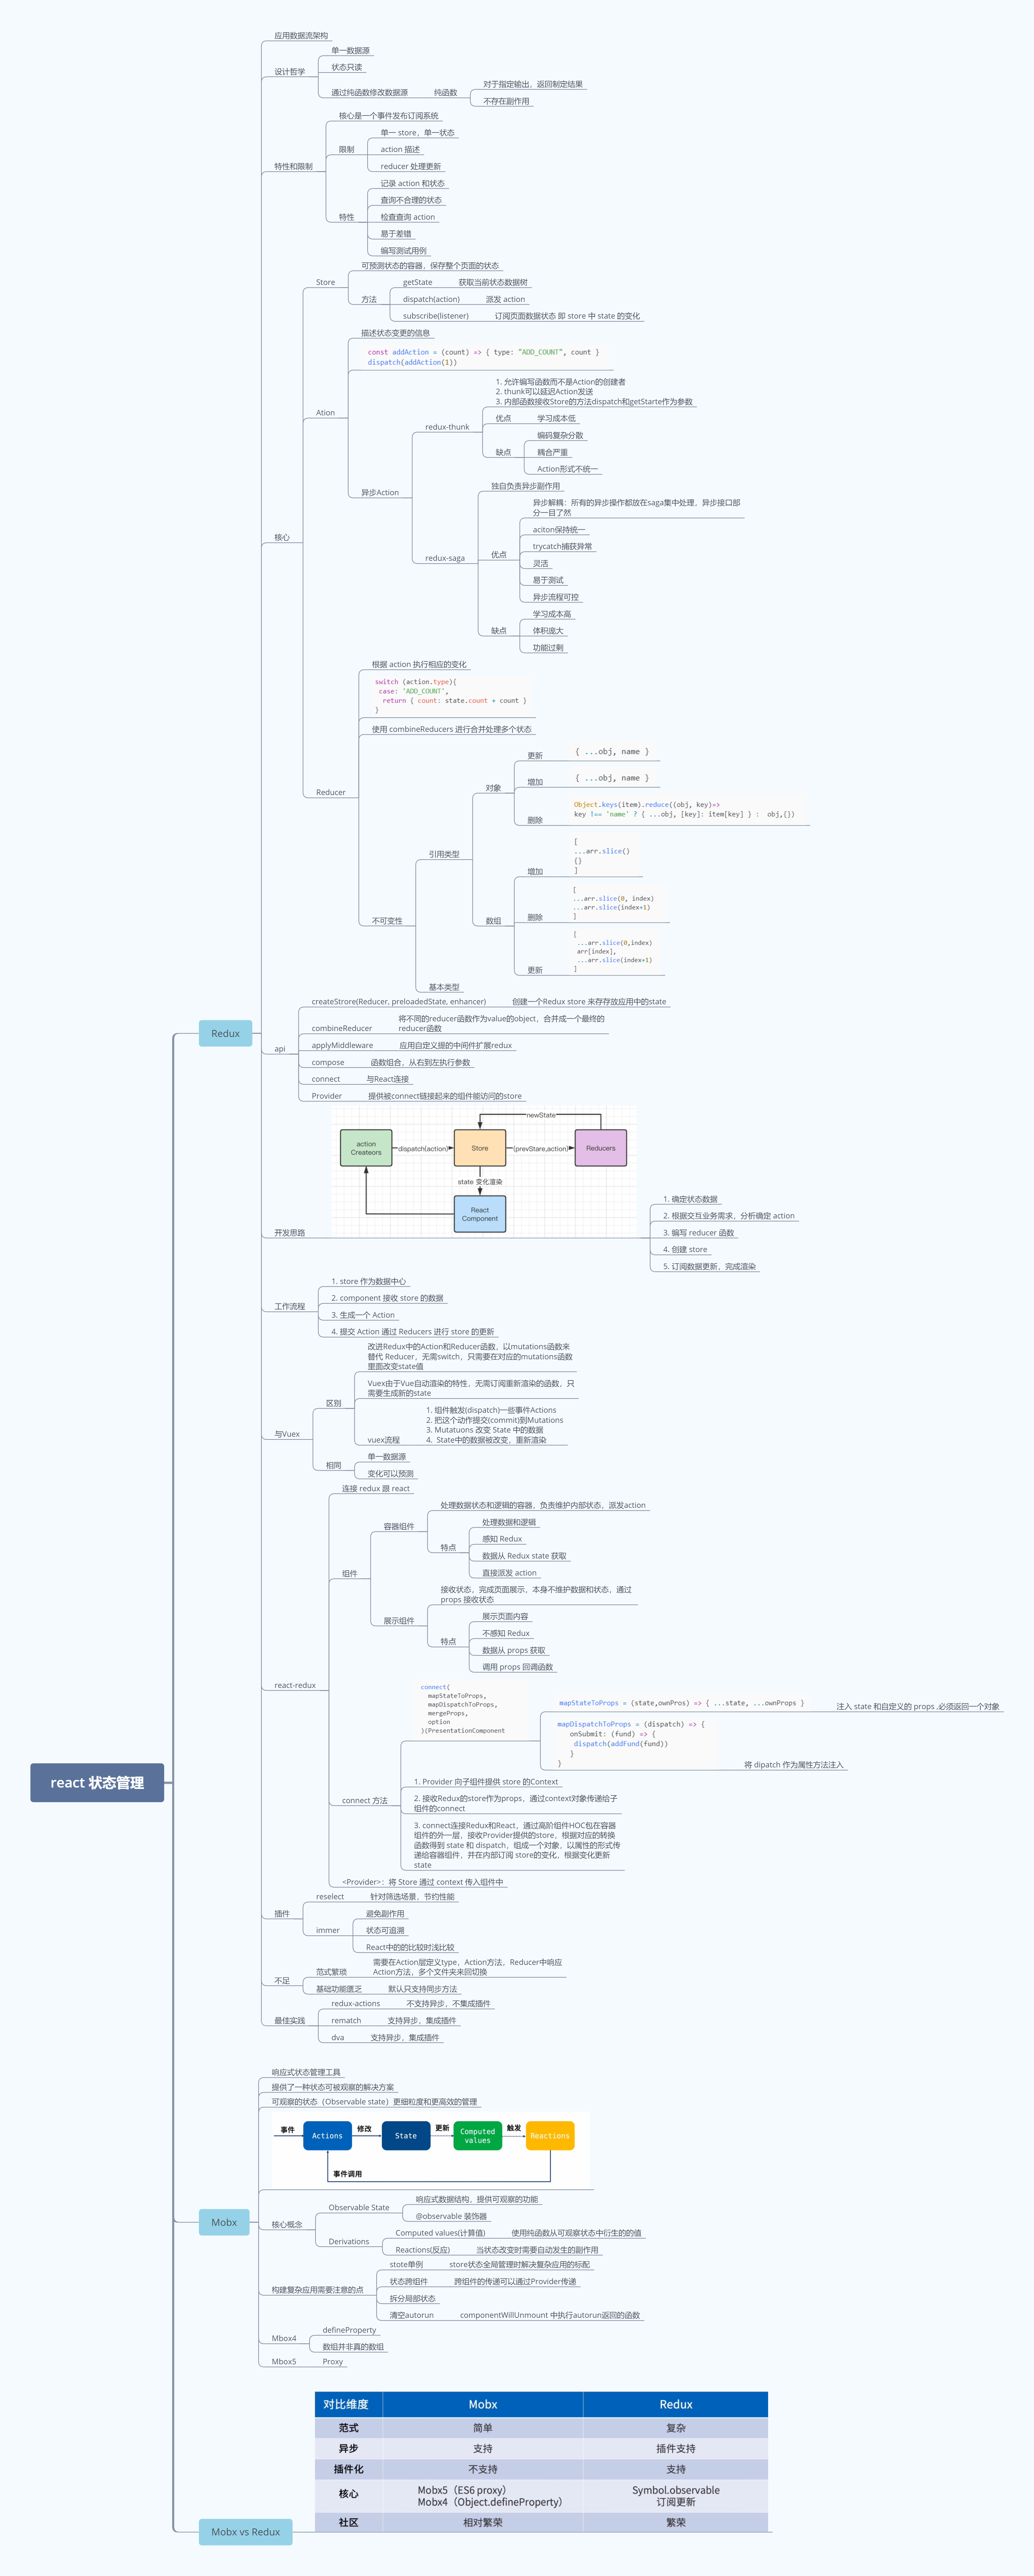 react 状态管理
Redux
应用数据流架构
设计哲学
单一数据源
状态只读
通过纯函数修改数据源
纯函数
对于指定输出，返回制定结果
不存在副作用
特性和限制
核心是一个事件发布订阅系统
限制
单一 store，单一状态
action 描述
reducer 处理更新
特性
记录 action 和状态
查询不合理的状态
检查查询 action
易于差错
编写测试用例
核心
Store
可预测状态的容器，保存整个页面的状态
方法
getState
获取当前状态数据树
dispatch(action)
派发 action
subscribe(listener)
订阅页面数据状态 即 store 中 state 的变化
Ation
描述状态变更的信息
const addAction = (count) => { type: "ADD_COUNT", count }
dispatch(addAction(1))
异步Action
redux-thunk
1. 允许编写函数而不是Action的创建者
2. thunk可以延迟Action发送
3. 内部函数接收Store的方法dispatch和getStarte作为参数
优点
学习成本低
缺点
编码复杂分散
耦合严重
Action形式不统一
redux-saga
独自负责异步副作用
优点
异步解耦：所有的异步操作都放在saga集中处理，异步接口部
分一目了然
aciton保持统一
trycatch捕获异常
灵活
易于测试
异步流程可控
缺点
学习成本高
体积庞大
功能过剩
Reducer
根据 action 执行相应的变化
switch (action.type){
case: 'ADD_COUNT',
return { count: state.count + count }
}
使用 combineReducers 进行合并处理多个状态
不可变性
引用类型
对象
更新
{ ...obj, name }
增加
{ ...obj, name }
删除
Object.keys(item).reduce((obj, key)=>
key !== 'name' ? { ...obj, [key]: item[key] } : obj,{})
数组
增加
[
...arr.slice()
{}
]
删除
[
...arr.slice(0, index)
...arr.slice(index+1)
]
更新
[
...arr.slice(0,index)
arr[index],
...arr.slice(index+1)
]
基本类型
api
createStrore(Reducer, preloadedState, enhancer)
创建一个Redux store 来存存放应用中的state
combineReducer
将不同的reducer函数作为value的object，合并成一个最终的
reducer函数
applyMiddleware
应用自定义提的中间件扩展redux
compose
函数组合，从右到左执行参数
connect
与React连接
Provider
提供被connect链接起来的组件能访问的store
开发思路
newState
action
Createors
dispatch(action)
Store
(prevStare,action)
Reducers
state 变化渲染
React
Component
1. 确定状态数据
2. 根据交互业务需求，分析确定 action
3. 编写 reducer 函数
4. 创建 store
5. 订阅数据更新，完成渲染
工作流程
1. store 作为数据中心
2. component 接收 store 的数据
3. 生成一个 Action
4. 提交 Action 通过 Reducers 进行 store 的更新
与Vuex
区别
改进Redux中的Action和Reducer函数，以mutations函数来
替代 Reducer，无需switch，只需要在对应的mutations函数
里面改变state值
Vuex由于Vue自动渲染的特性，无需订阅重新渲染的函数，只
需要生成新的state
vuex流程
1. 组件触发(dispatch)一些事件Actions
2. 把这个动作提交(commit)到Mutations
3. Mutatuons 改变 State 中的数据
4. State中的数据被改变，重新渲染
相同
单一数据源
变化可以预测
react-redux
连接 redux 跟 react
组件
容器组件
处理数据状态和逻辑的容器，负责维护内部状态，派发action
特点
处理数据和逻辑
感知 Redux
数据从 Redux state 获取
直接派发 action
展示组件
接收状态，完成页面展示，本身不维护数据和状态，通过
props 接收状态
特点
展示页面内容
不感知 Redux
数据从 props 获取
调用 props 回调函数
connect 方法
connect(
mapStateToProps,
mapDispatchToProps,
mergeProps,
option
)(PresentationComponent
mapStateToProps = (state,ownPros) => { ...state, ...ownProps }
注入 state 和自定义的 props ,必须返回一个对象
mapDispatchToProps = (dispatch) => {
onSubmit: (fund) => {
dispatch(addFund(fund))
}
}
将 dipatch 作为属性方法注入
1. Provider 向子组件提供 store 的Context
2. 接收Redux的store作为props，通过context对象传递给子
组件的connect
3. connect连接Redux和React，通过高阶组件HOC包在容器
组件的外一层，接收Provider提供的store，根据对应的转换
函数得到 state 和 dispatch，组成一个对象，以属性的形式传
递给容器组件，并在内部订阅 store的变化，根据变化更新
state
<Provider>：将 Store 通过 context 传入组件中
插件
reselect
针对筛选场景，节约性能
immer
避免副作用
状态可追溯
React中的的比较时浅比较
不足
范式繁琐
需要在Action层定义type，Action方法，Reducer中响应
Action方法，多个文件夹来回切换
基础功能匮乏
默认只支持同步方法
最佳实践
redux-actions
不支持异步，不集成插件
rematch
支持异步，集成插件
dva
支持异步，集成插件
Mobx
响应式状态管理工具
提供了一种状态可被观察的解决方案
可观察的状态（Observable state）更细粒度和更高效的管理
事件
Actions
修改
State
更新
Computed
values
触发
Reactions
事件调用
核心概念
Observable State
响应式数据结构，提供可观察的功能
@observable 装饰器
Derivations
Computed values(计算值)
使用纯函数从可观察状态中衍生的的值
Reactions(反应)
当状态改变时需要自动发生的副作用
构建复杂应用需要注意的点
stote单例
store状态全局管理时解决复杂应用的标配
状态跨组件
跨组件的传递可以通过Provider传递
拆分局部状态
清空autorun
componentWillUnmount 中执行autorun返回的函数
Mbox4
defineProperty
数组并非真的数组
Mbox5
Proxy
Mobx vs Redux
对比维度 Mobx Redux
范式 简单 复杂
异步 支持 插件支持
插件化 不支持 支持
核心
Mobx5（ES6 proxy）
Mobx4（Object.defineProperty）
Symbol.observable
订阅更新
社区 相对繁荣 繁荣